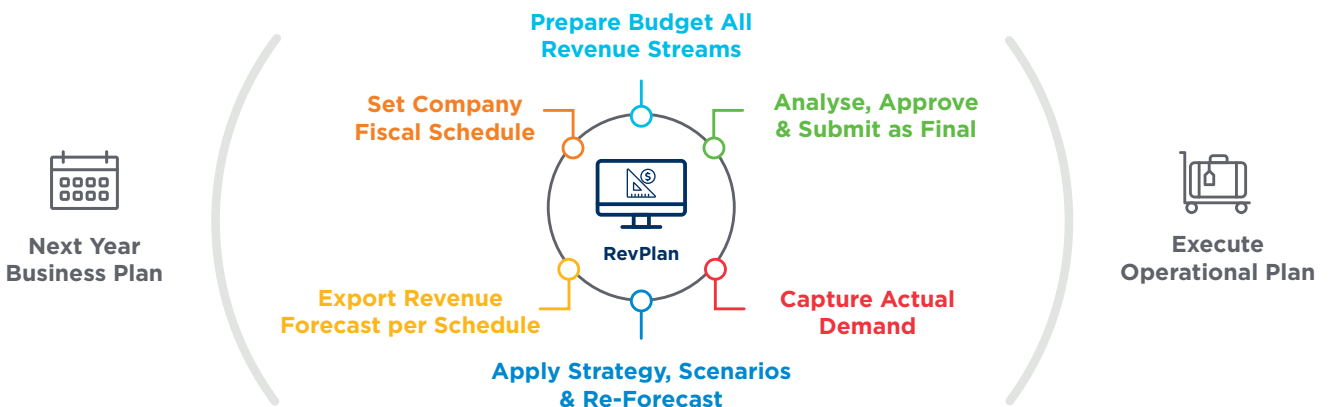 Next Year
Business Plan
Set Company
Fiscal Schedule
Prepare Budget All
Revenue Streams
Analyse, Approve
& Submit as Final
$
RevPlan
Export Revenue
Forecast per Schedule
Apply Strategy, Scenarios
& Re-Forecast
Capture Actual
Demand
Execute
Operational Plan